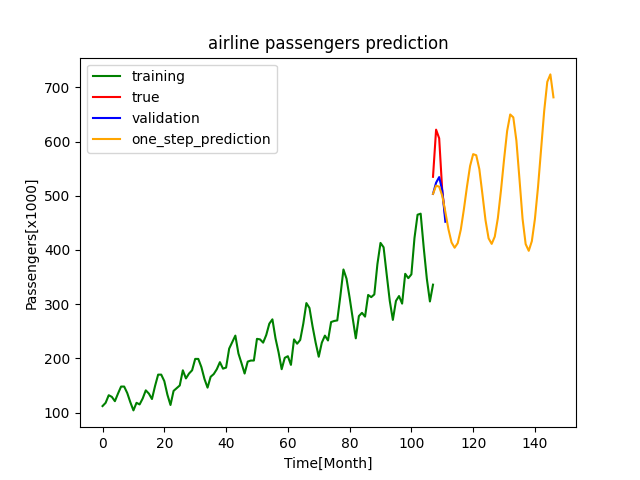 airline passengers prediction
training
true
validation
one_step_prediction
Passengers[x1000]
700
600
500
400
300
200
100
0 20 40 60 80 100 120 140
Time[Month]